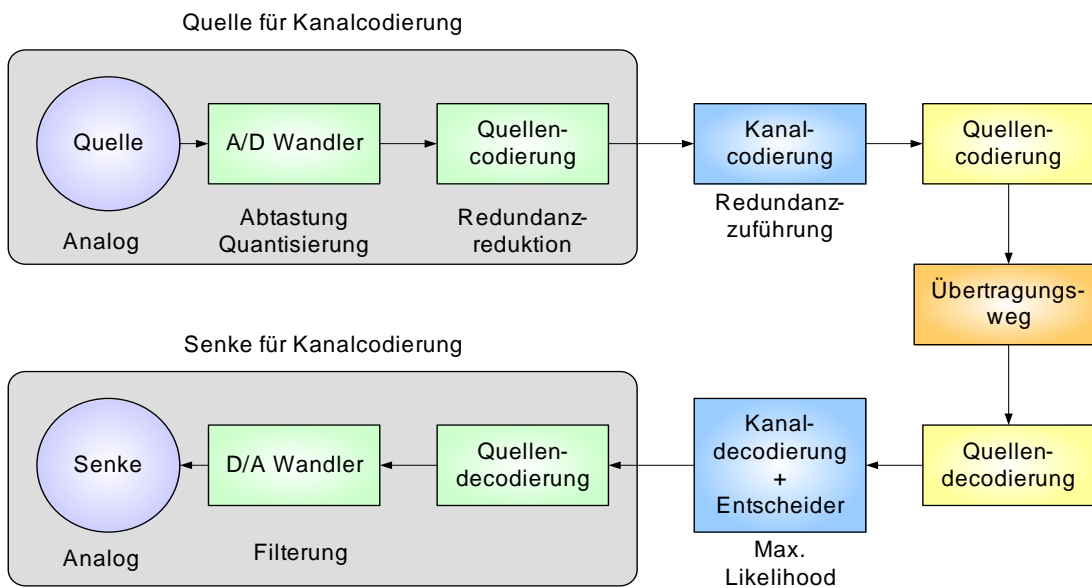 Quelle für Kanalcodierung
Quelle
A/D Wandler
Quellen-
codierung
Kanal-
codierung
Quellen-
codierung
Analog
Abtastung
Quantisierung
Redundanz-
reduktion
Redundanz-
zuführung
Übertragungs-
weg
Senke für Kanalcodierung
Senke
D/A Wandler
Quellen-
decodierung
Kanal-
decodierung
+
Entscheider
Quellen-
decodierung
Analog
Filterung
Max.
Likelihood